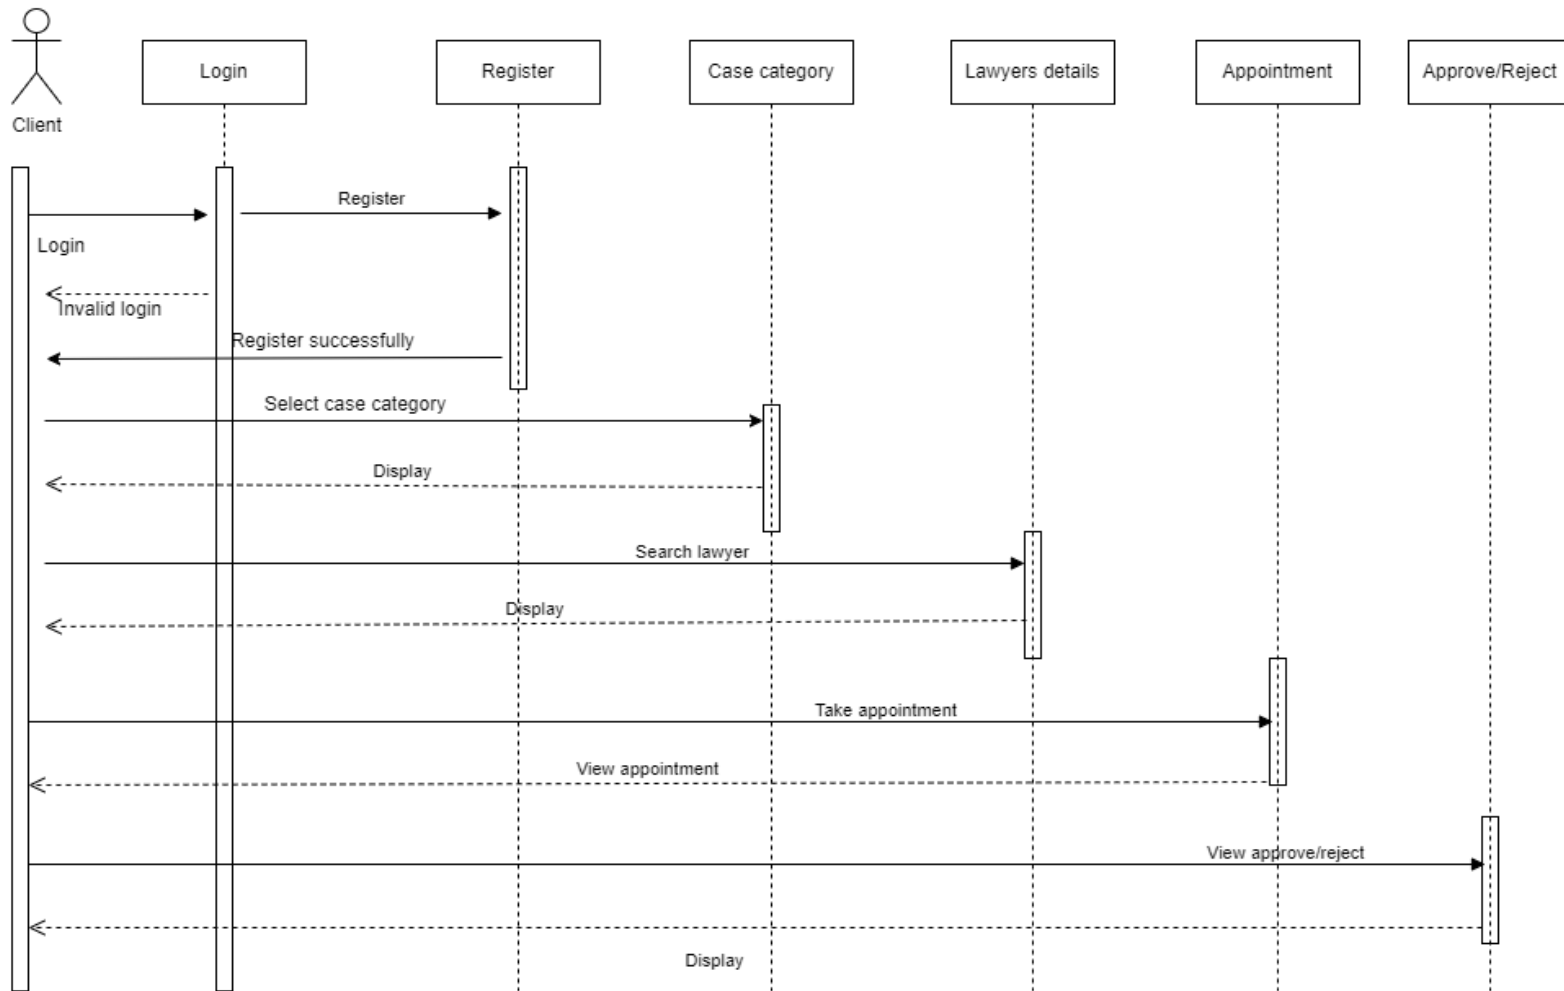 Client
Login
Register
Case category
Lawyers details
Appointment
Approve/Reject
Register
Login
Invalid login
Register successfully
Select case category
Display
Search lawyer
Display
Take appointment
View appointment
View approve/reject
Display